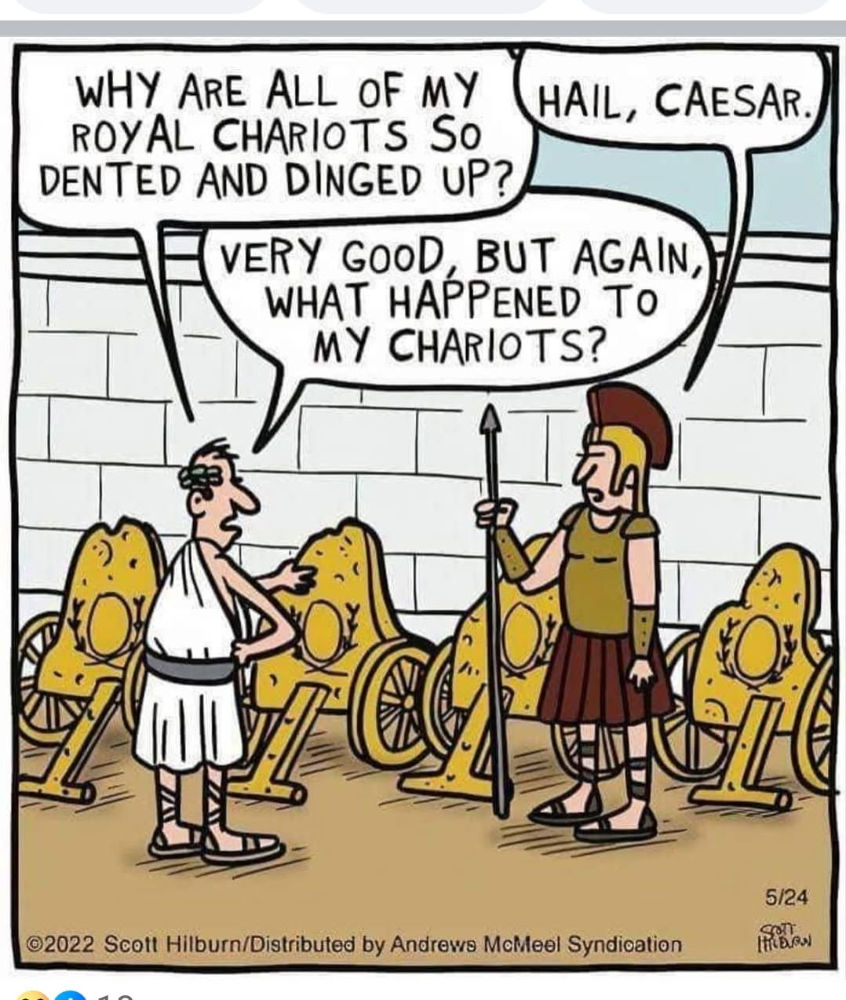 WHY ARE ALL OF MY
ROYAL CHARIOTS SO
DENTED AND DINGED UP?
HAIL, CAESAR.
VERY GOOD, BUT AGAIN,
WHAT HAPPENED TO
MY CHARIOTS?
5/24
SCOTT
HILBURN
©2022 Scott Hilburn/Distributed by Andrews McMeel Syndication